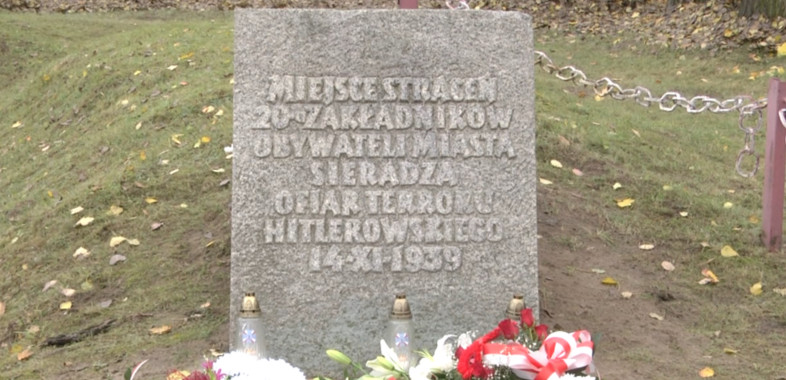 MIEJSCE STRACEŃ
20-U ZAKŁADNIKÓW
OBYWATELI MIASTA
SIERADZA
OFIAR TERRORU
HITLEROWSKIEGO
14-XI-1939